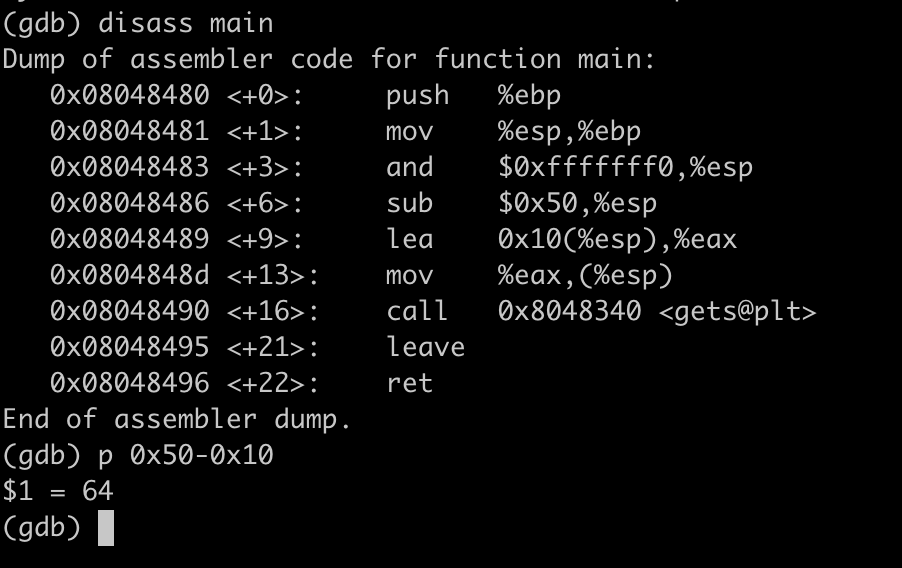 (gdb) disass main
Dump of assembler code for function main:
   0x08048480 <+0>:     push   %ebp
   0x08048481 <+1>:     mov    %esp,%ebp
   0x08048483 <+3>:     and    $0xfffffff0,%esp
   0x08048486 <+6>:     sub    $0x50,%esp
   0x08048489 <+9>:     lea    0x10(%esp),%eax
   0x0804848d <+13>:    mov    %eax,(%esp)
   0x08048490 <+16>:    call   0x8048340 <gets@plt>
   0x08048495 <+21>:    leave
   0x08048496 <+22>:    ret
End of assembler dump.
(gdb) p 0x50-0x10
$1 = 64
(gdb)